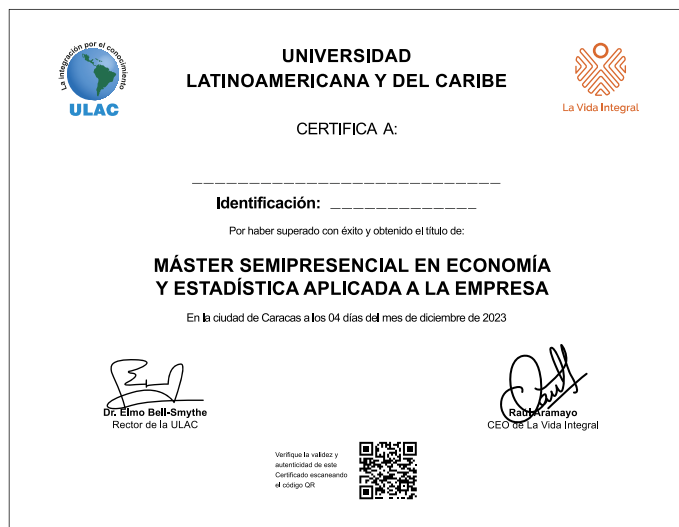 La integración por el conocimiento
ULAC
UNIVERSIDAD
LATINOAMERICANA Y DEL CARIBE
La Vida Integral
CERTIFICA A:
Identificación:
Por haber superado con éxito y obtenido el título de:
MÁSTER SEMIPRESENCIAL EN ECONOMÍA
Y ESTADÍSTICA APLICADA A LA EMPRESA
En la ciudad de Caracas a los 04 días del mes de diciembre de 2023
Dr. Elmo Bell-Smythe
Rector de la ULAC
Raúl Aramayo
CEO de La Vida Integral
Verifique la validez y
autenticidad de este
Certificado escaneando
el código QR